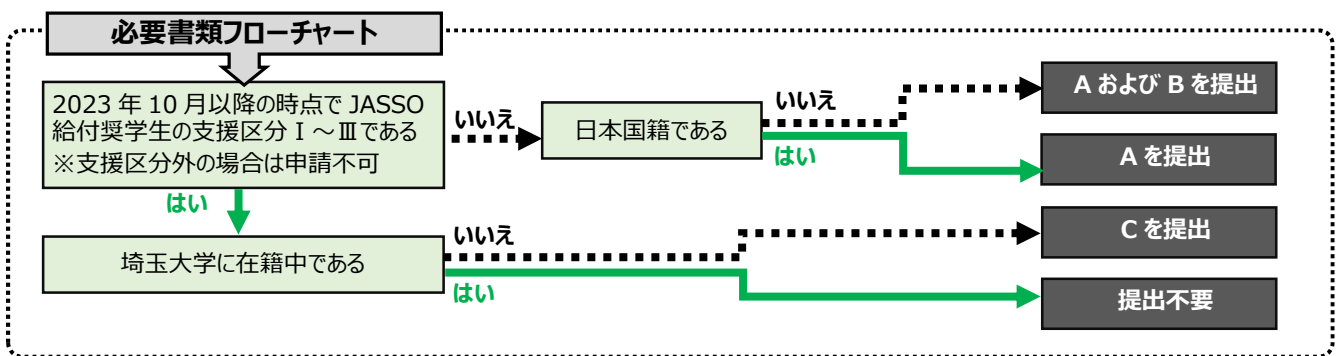 必要書類フローチャート
2023 年 10 月以降の時点で JASSO
給付奨学生の支援区分Ⅰ～Ⅲである
※支援区分外の場合は申請不可
いいえ
日本国籍である
いいえ
はい
A および B を提出
A を提出
はい
埼玉大学に在籍中である
いいえ
はい
C を提出
提出不要